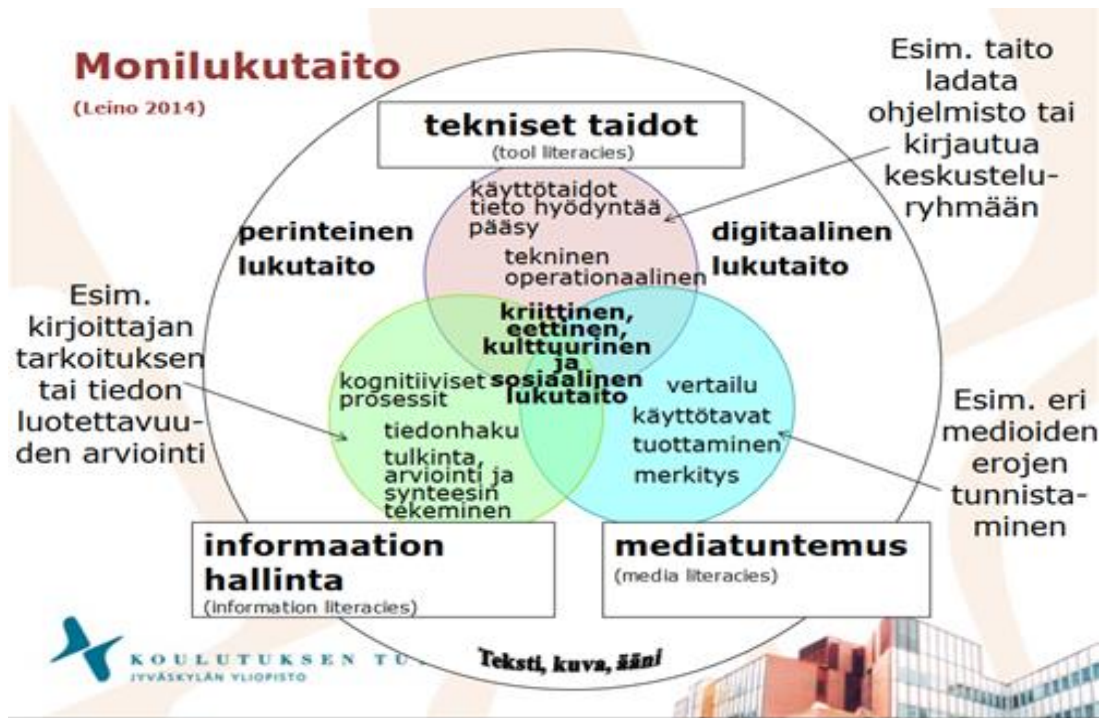 Monilukutaito
(Leino 2014)
Esim. taito
ladata
ohjelmisto tai
kirjautua
keskustelu-
ryhmään
tekniset taidot
(tool literacies)
käyttötaidot
tieto hyödyntää
pääsy
tekninen
operationaalinen
perinteinen
lukutaito
digitaalinen
lukutaito
Esim.
kirjoittajan
tarkoituksen
tai tiedon
luotettavuu-
den arviointi
kriittinen,
eettinen,
kulttuurinen
ja
sosiaalinen
lukutaito
kognitiiviset
prosessit
tiedonhaku
tulkinta,
arviointi ja
synteesin
tekeminen
vertailu
käyttötavat
tuottaminen
merkitys
Esim. eri
medioiden
erojen
tunnista-
minen
informaation
hallinta
(information literacies)
mediatuntemus
(media literacies)
KOULUTUKSEN
JYVÄSKYLÄN YLIOPISTO
Teksti, kuva, ääni